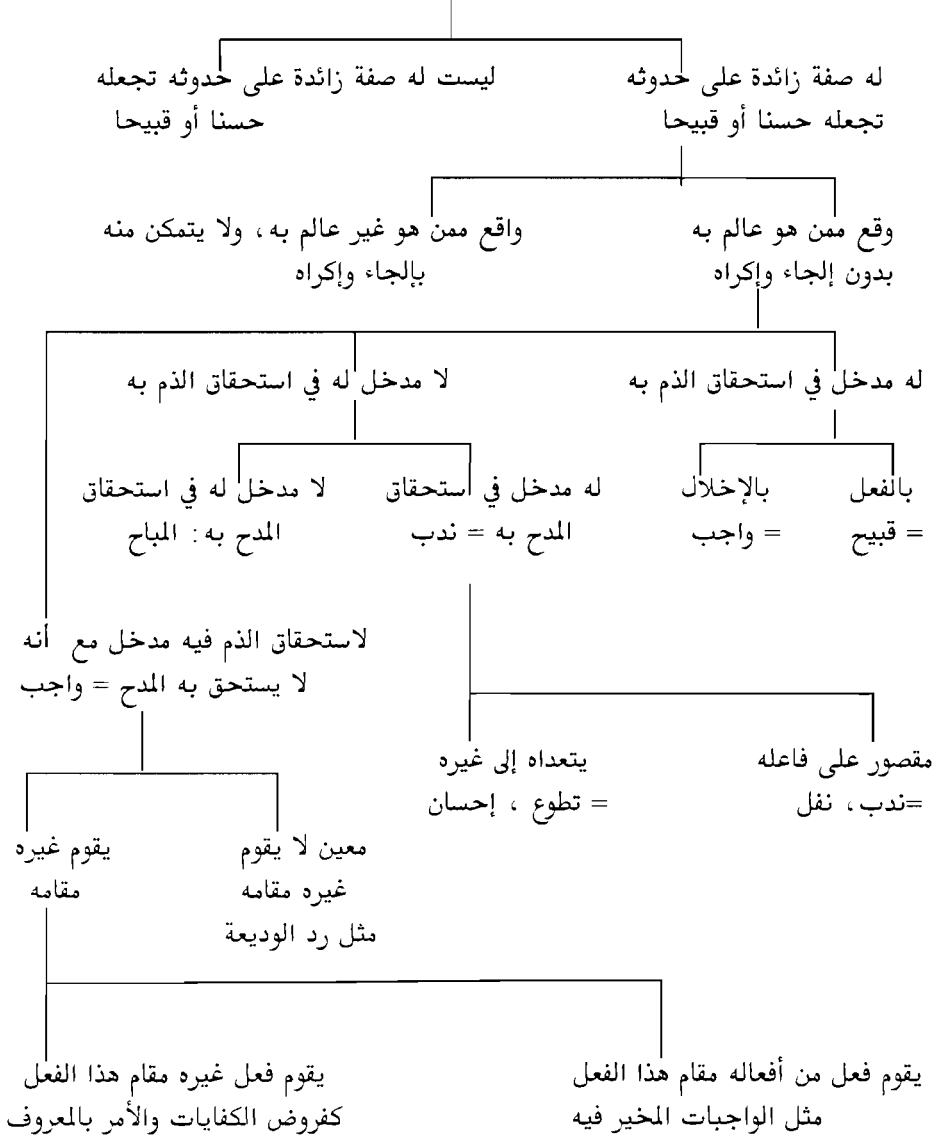 له صفة زائدة على حدوثه
تجعله حسنا أو قبيحا
ليست له صفة زائدة على حدوثه تجعله
حسنا أو قبيحا
وقع ممن هو عالم به
بدون إلجاء وإكراه
واقع ممن هو غير عالم به، ولا يتمكن منه
بإلجاء وإكراه
له مدخل في استحقاق الذم به
لا مدخل له في استحقاق الذم به
بالفعل
= قبيح
بالإخلال
= واجب
له مدخل في استحقاق
المدح به = ندب
لا مدخل له في استحقاق
المدح به : المباح
لاستحقاق الذم فيه مدخل مع أنه
لا يستحق به المدح = واجب
مقصور على فاعله
=ندب، نفل
يتعداه إلى غيره
= تطوع ، إحسان
معين لا يقوم
غيره مقامه
مثل رد الوديعة
يقوم غيره
مقامه
يقوم فعل من أفعاله مقام هذا الفعل
مثل الواجبات المخير فيه
يقوم فعل غيره مقام هذا الفعل
كفروض الكفايات والأمر بالمعروف